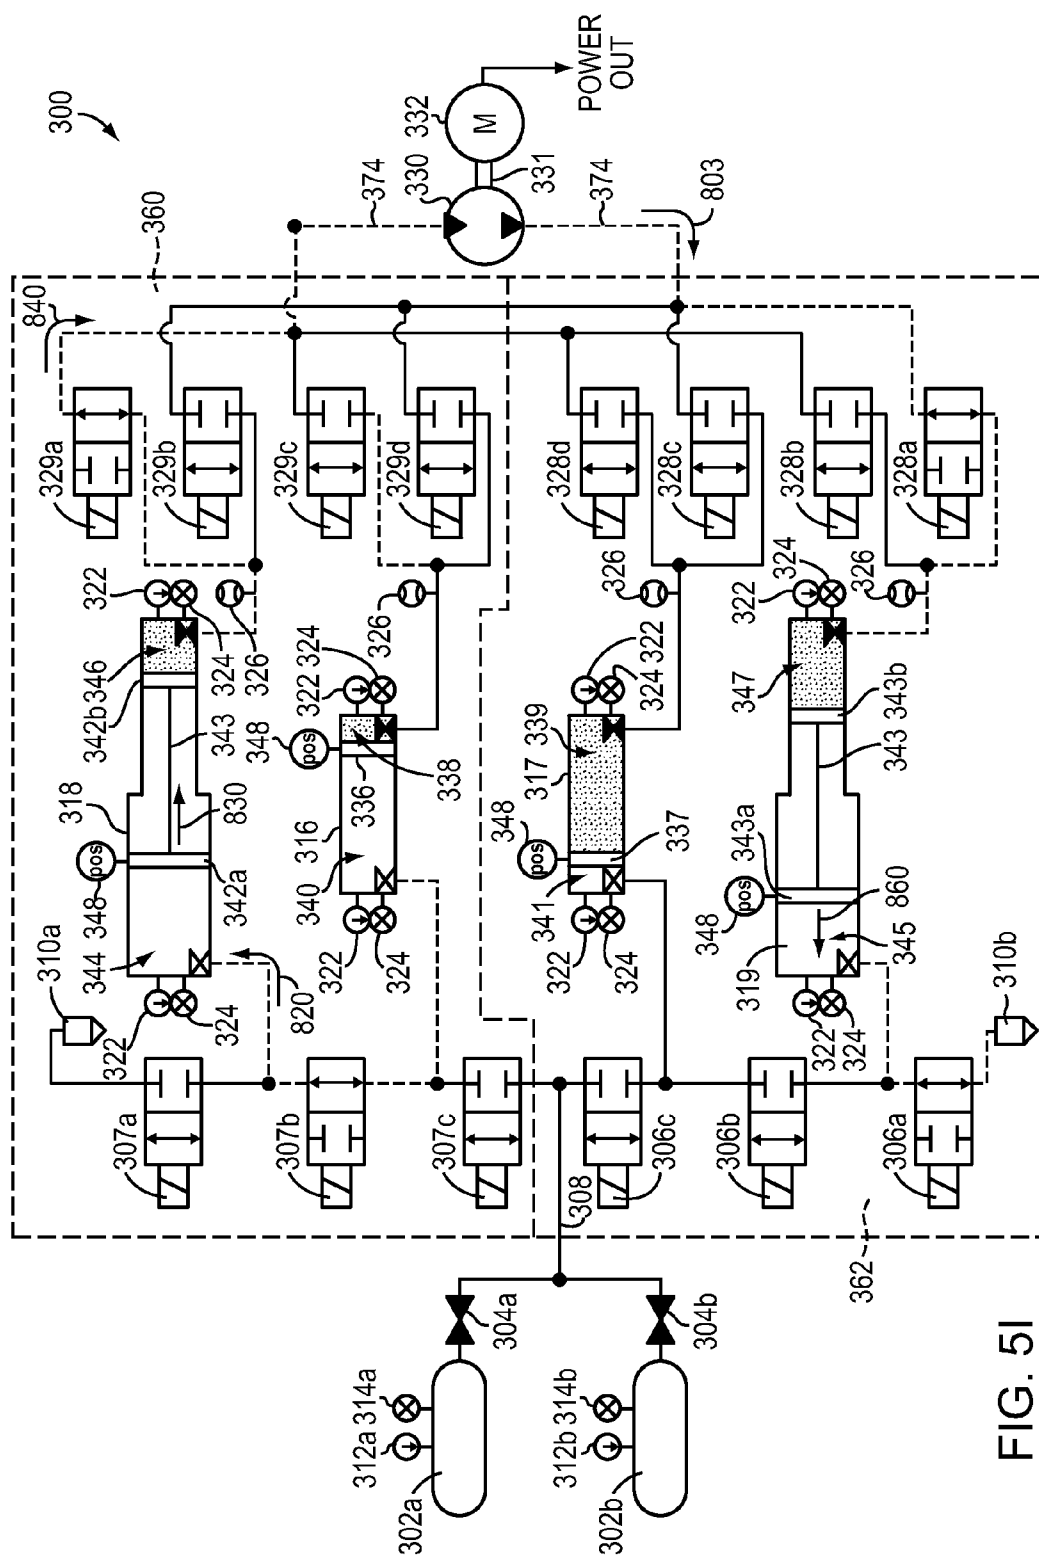 300
360
840
374
330
332
M
POWER
OUT
331
374
803
329a
329b
329c
329d
328d
328c
328b
328a
322
346
342b
324
326
343
318
830
348
pos
342a
344
310a
322
324
820
322
324
326
348
pos
338
336
316
340
322
324
322
324
326
339
317
348
pos
337
341
322
324
322
324
326
347
343b
343
343a
348
pos
860
345
319
322
324
310b
307a
307b
307c
306c
306b
306a
308
362
304a
304b
314a
312a
302a
314b
312b
302b
FIG. 5I